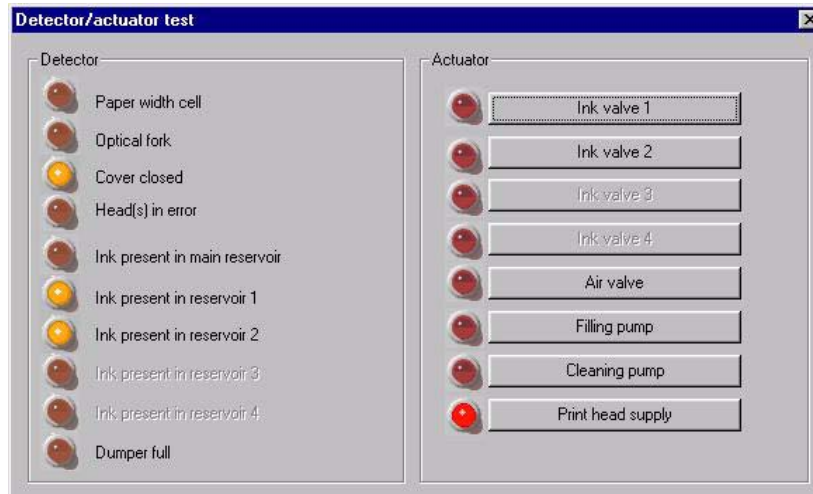 Detector/actuator test
Detector
Paper width cell
Optical fork
Cover closed
Head(s) in error
Ink present in main reservoir
Ink present in reservoir 1
Ink present in reservoir 2
Ink present in reservoir 3
Ink present in reservoir 4
Dumper full
Actuator
Ink valve 1
Ink valve 2
Ink valve 3
Ink valve 4
Air valve
Filling pump
Cleaning pump
Print head supply